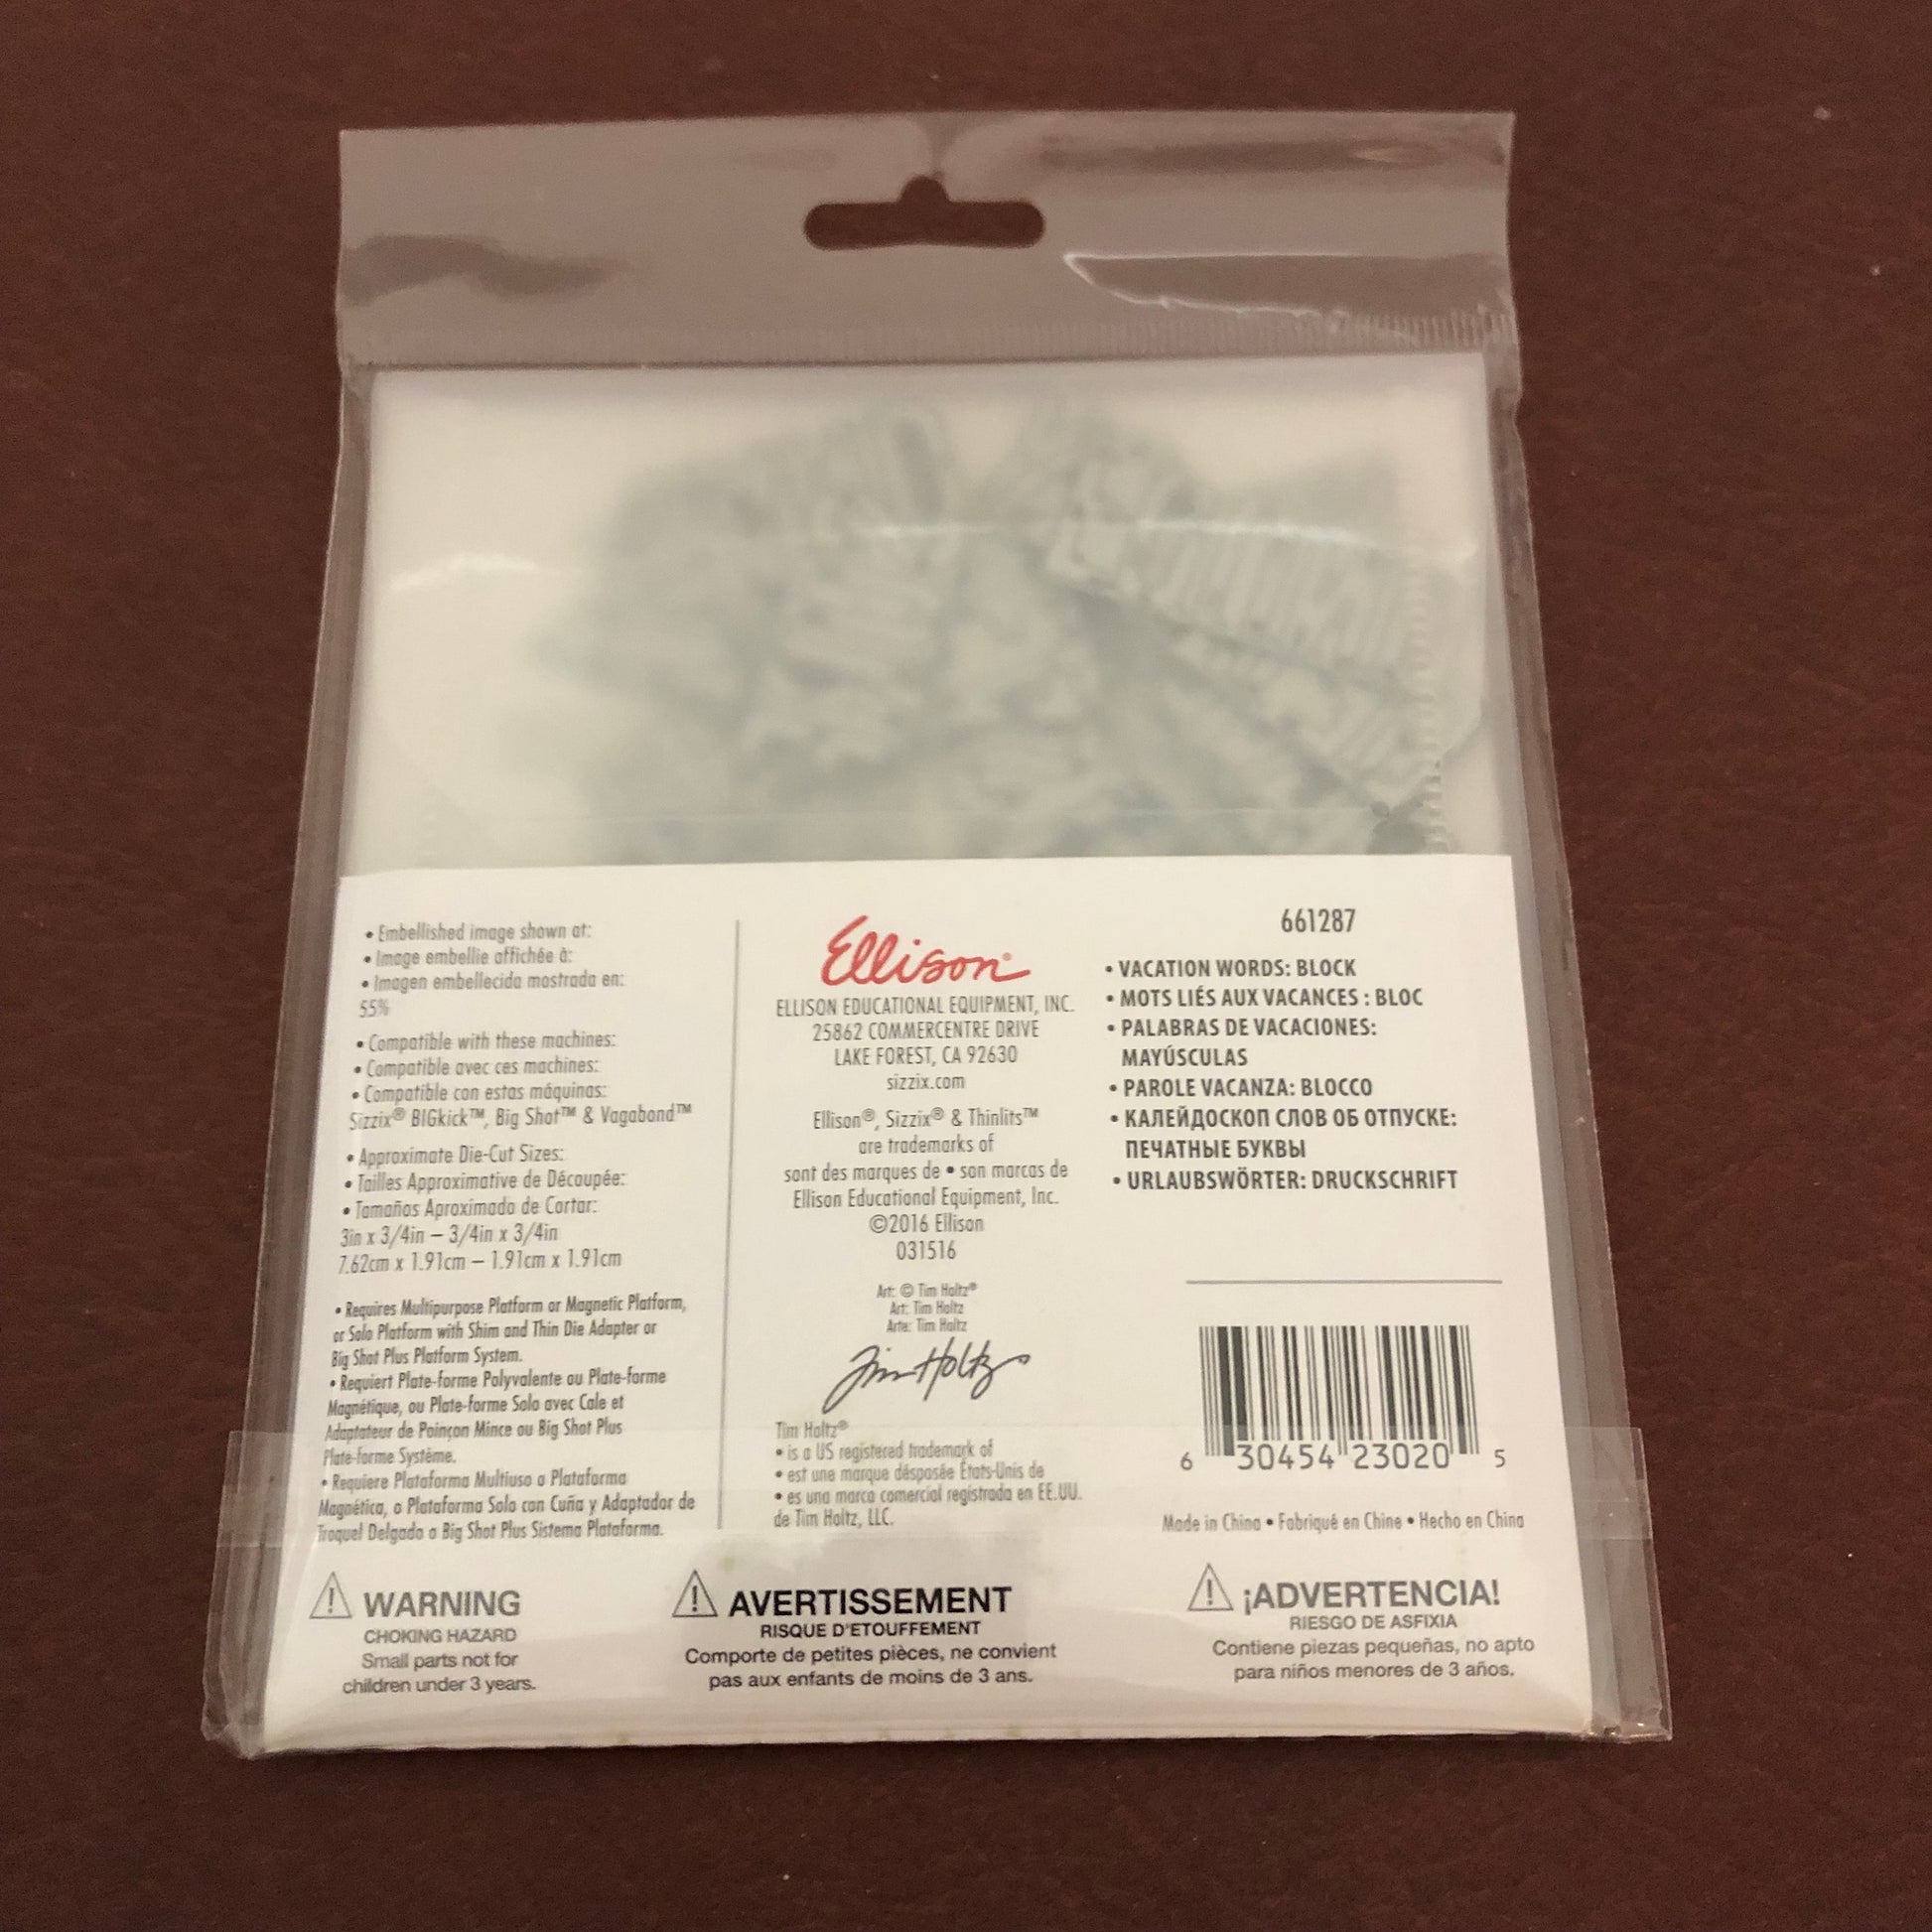 • Embellished image shown at:
• Image embellie affichée à:
• Imagen embellecida mostrada en:
55%
• Compatible with these machines:
• Compatible avec ces machines:
• Compatible con estas máquinas:
Sizzix® BIGkick™, Big Shot™ & Vagabond™
• Approximate Die-Cut Sizes:
• Tailles Approximative de Découpée:
• Tamaños Aproximado de Cortar:
3in x 3/4in – 3/4in x 3/4in
7.62cm x 1.91cm – 1.91cm x 1.91cm
• Requires Multipurpose Platform or Magnetic Platform,
or Solo Platform with Shim and Thin Die Adapter or
Big Shot Plus Platform System.
• Requiert Plate-forme Polyvalente ou Plate-forme
Magnétique, ou Plate-forme Solo avec Cale et
Adaptateur de Poinçon Mince ou Big Shot Plus
Plate-forme Système.
• Requiere Plataforma Multiuso o Plataforma
Magnética, o Plataforma Solo con Cuña y Adaptador de
Troquel Delgado o Big Shot Plus Sistema Plataforma.
Ellison®
ELLISON EDUCATIONAL EQUIPMENT, INC.
25862 COMMERCENTRE DRIVE
LAKE FOREST, CA 92630
sizzix.com
Ellison®, Sizzix® & Thinlits™
are trademarks of
sont des marques de • son marcas de
Ellison Educational Equipment, Inc.
©2016 Ellison
031516
Art: © Tim Holtz®
Art: Tim Holtz
Arte: Tim Holtz
Tim Holtz
Tim Holtz®
• is a US registered trademark of
• est une marque désposée États-Unis de
• es una marca comercial registrada en EE.UU.
de Tim Holtz, LLC.
661287
• VACATION WORDS: BLOCK
• MOTS LIÉS AUX VACANCES : BLOC
• PALABRAS DE VACACIONES:
MAYÚSCULAS
• PAROLE VACANZA: BLOCCO
• КАЛЕЙДОСКОП СЛОВ ОБ ОТПУСКЕ:
ПЕЧАТНЫЕ БУКВЫ
• URLAUBSWÖRTER: DRUCKSCHRIFT
6 30454 23020 5
Made in China • Fabriqué en Chine • Hecho en China
WARNING
CHOKING HAZARD
Small parts not for
children under 3 years.
AVERTISSEMENT
RISQUE D'ETOUFFEMENT
Comporte de petites pièces, ne convient
pas aux enfants de moins de 3 ans.
¡ADVERTENCIA!
RIESGO DE ASFIXIA
Contiene piezas pequeñas, no apto
para niños menores de 3 años.